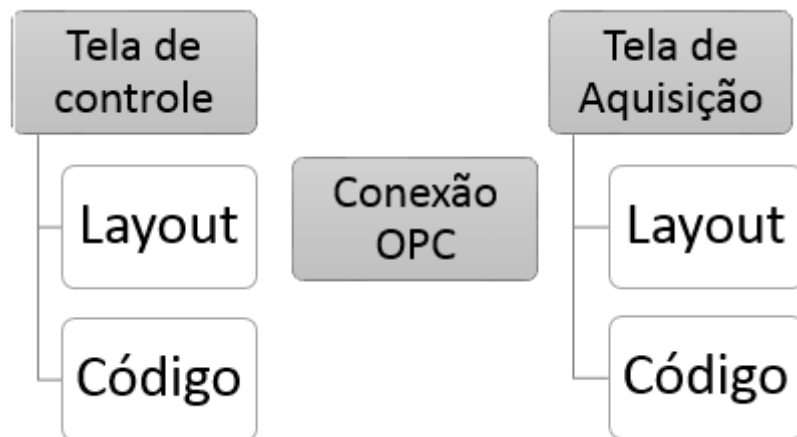 Tela de
controle
Layout
Código
Conexão
OPC
Tela de
Aquisição
Layout
Código